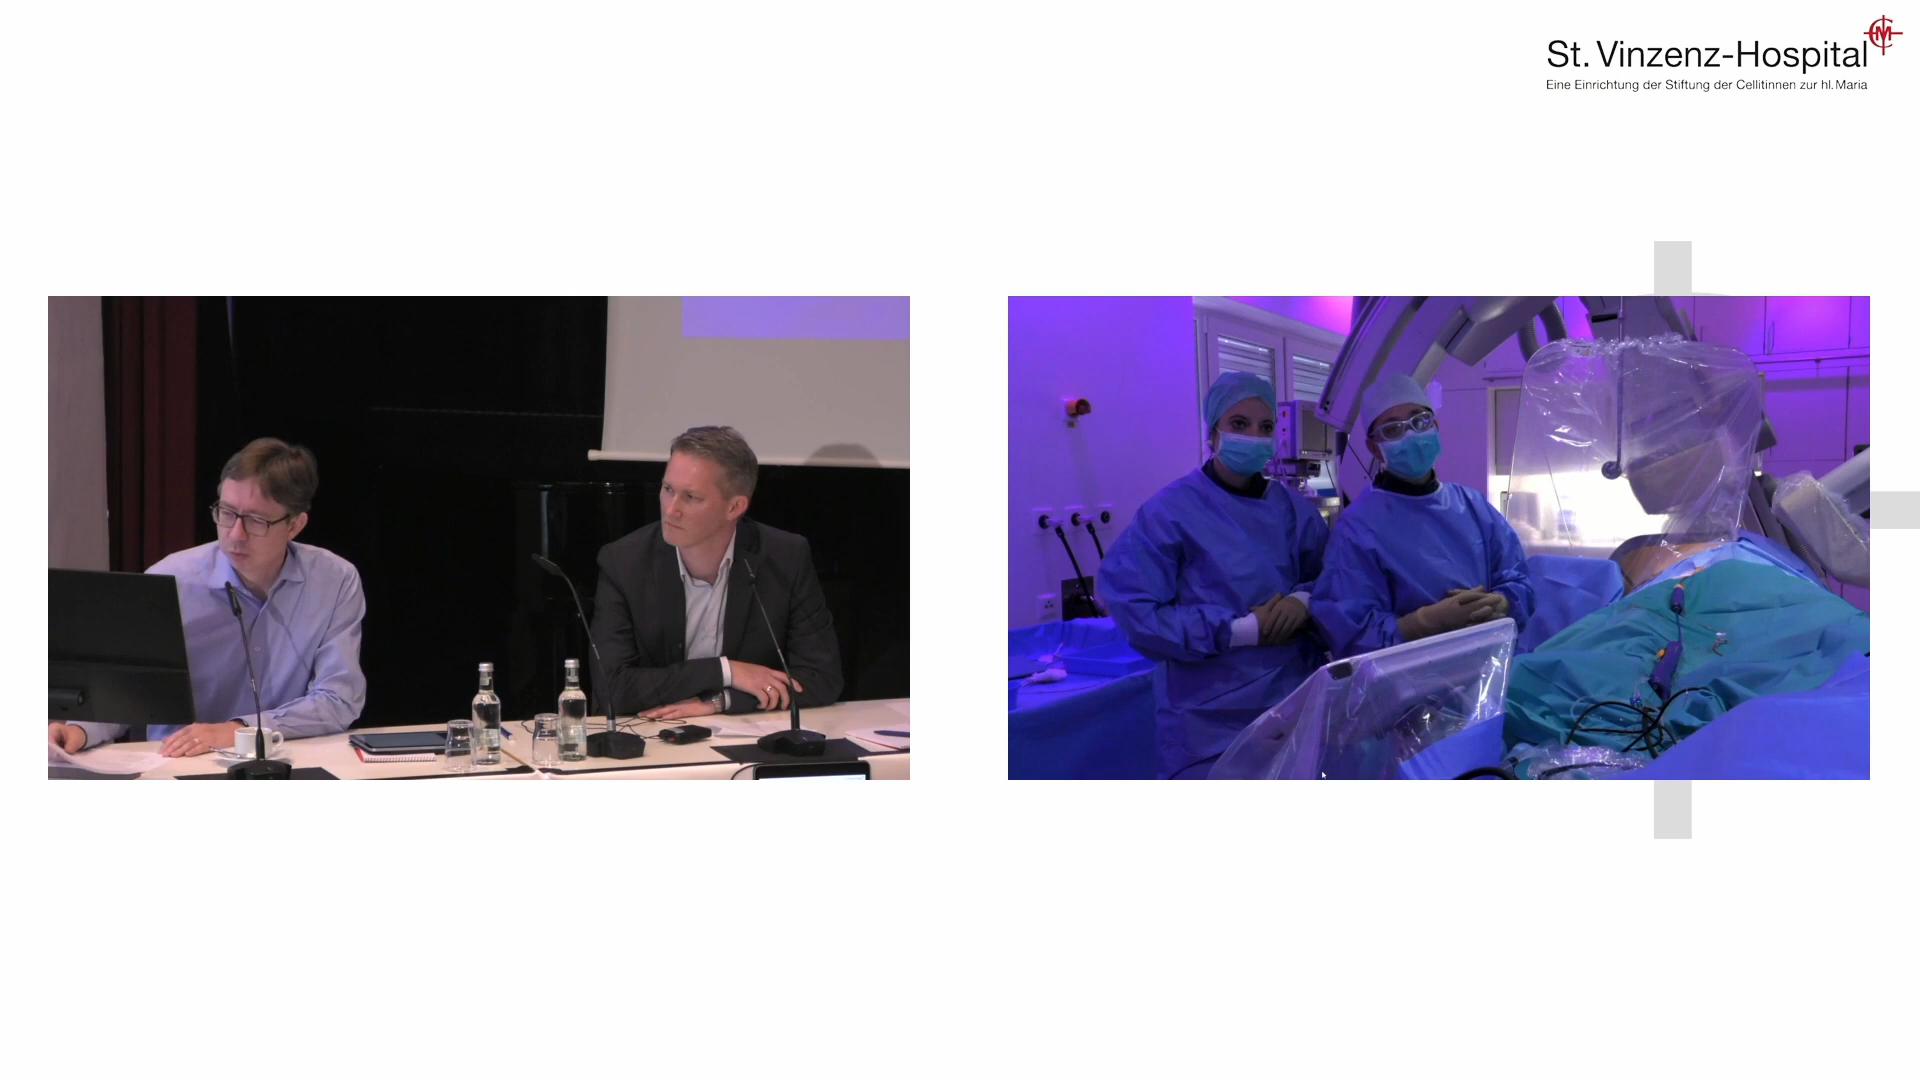 St. Vinzenz-Hospital
Eine Einrichtung der Stiftung der Cellitinnen zur hl. Maria